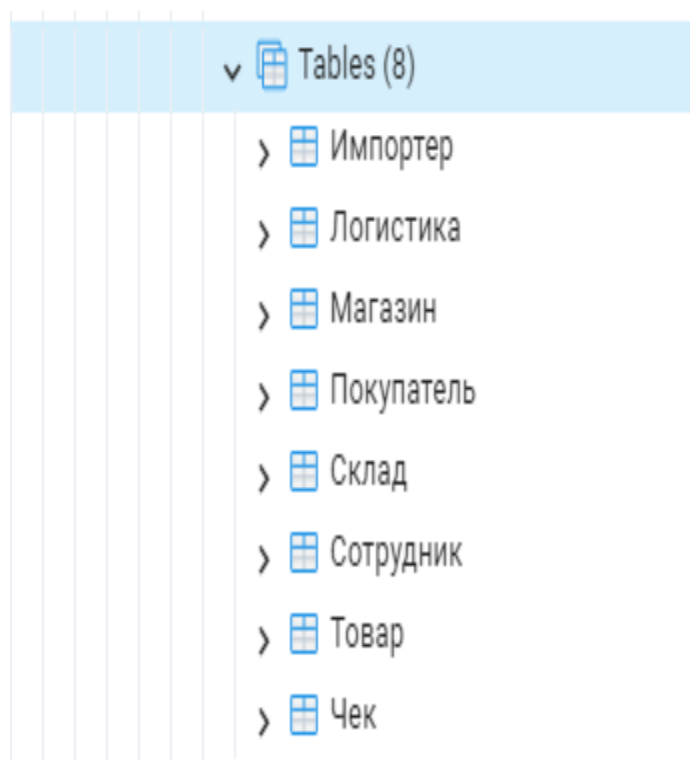 Tables (8)
Импортер
Логистика
Магазин
Покупатель
Склад
Сотрудник
Товар
Чек